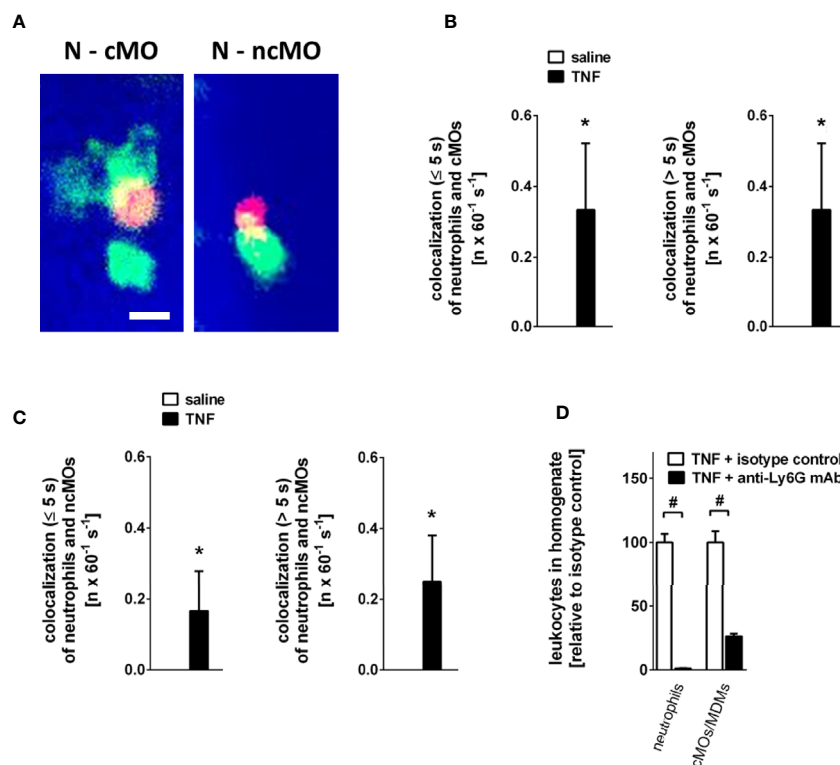 A
N - cMO
N - ncMO
B
saline
TNF
colocalization (≤ 5 s)
of neutrophils and cMOs
[n x 60⁻¹ s⁻¹]
0.6
0.4
0.2
0.0
*
colocalization (> 5 s)
of neutrophils and cMOs
[n x 60⁻¹ s⁻¹]
0.6
0.4
0.2
0.0
*
C
saline
TNF
colocalization (≤ 5 s)
of neutrophils and ncMOs
[n x 60⁻¹ s⁻¹]
0.6
0.4
0.2
0.0
*
colocalization (> 5 s)
of neutrophils and ncMOs
[n x 60⁻¹ s⁻¹]
0.6
0.4
0.2
0.0
*
D
TNF + isotype control
TNF + anti-Ly6G mAb
leukocytes in homogenate
[relative to isotype control]
150
100
50
0
#
#
neutrophils
cMOs/MDMs